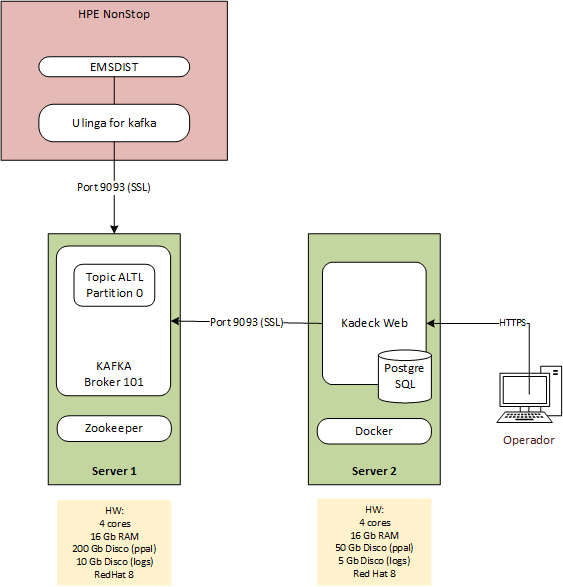 HPE NonStop
EMSDIST
Ulinga for kafka
Port 9093 (SSL)
Topic ALTL
Partition 0
KAFKA
Broker 101
Zookeeper
Server 1
Port 9093 (SSL)
Kadeck Web
Postgre
SQL
Docker
Server 2
HTTPS
Operador
HW:
4 cores
16 Gb RAM
200 Gb Disco (ppal)
10 Gb Disco (logs)
RedHat 8
HW:
4 cores
16 Gb RAM
50 Gb Disco (ppal)
5 Gb Disco (logs)
Red Hat 8